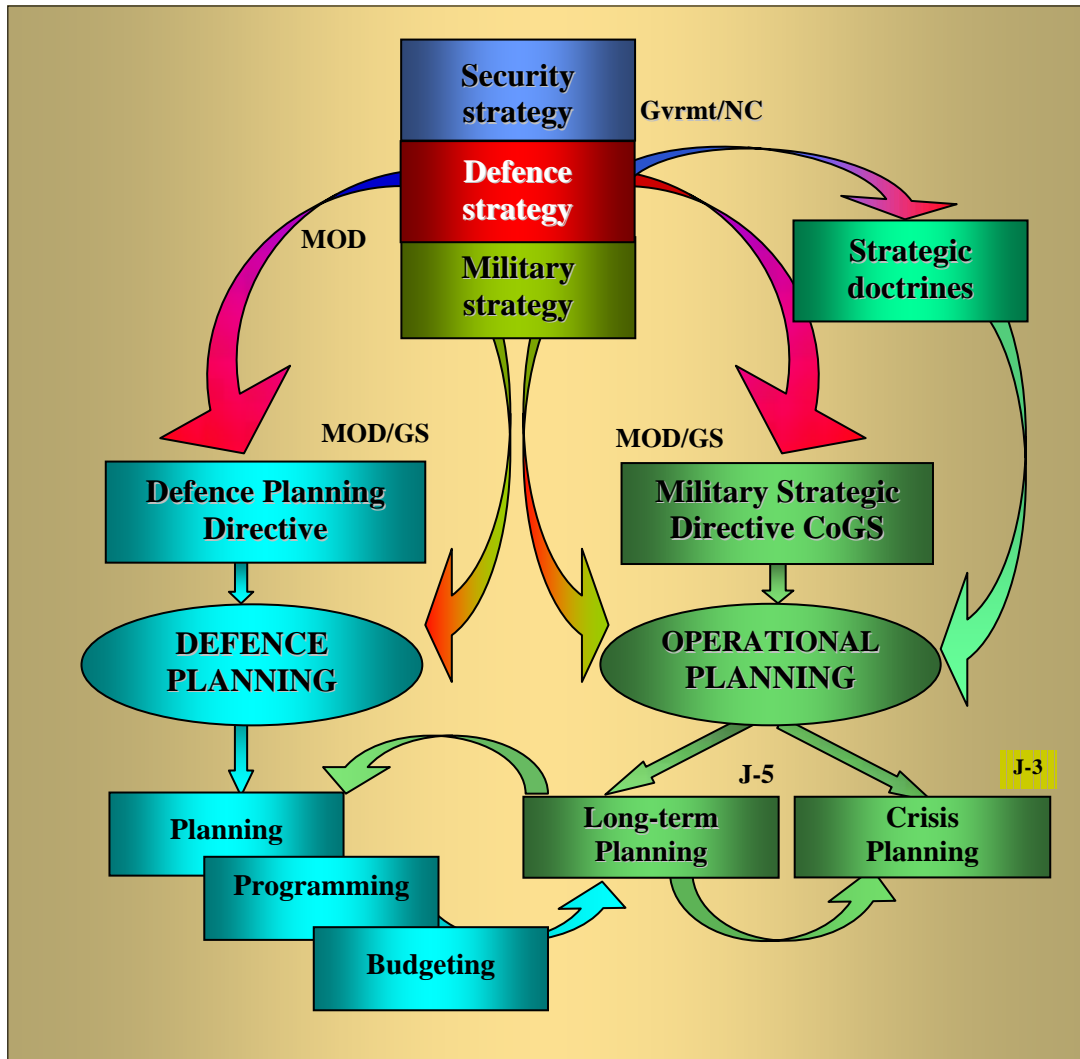 Security
strategy
Gvrmt/NC
Defence
strategy
MOD
Military
strategy
Strategic
doctrines
MOD/GS
MOD/GS
Defence Planning
Directive
Military Strategic
Directive CoGS
DEFENCE
PLANNING
OPERATIONAL
PLANNING
J-5
J-3
Planning
Long-term
Planning
Crisis
Planning
Programming
Budgeting